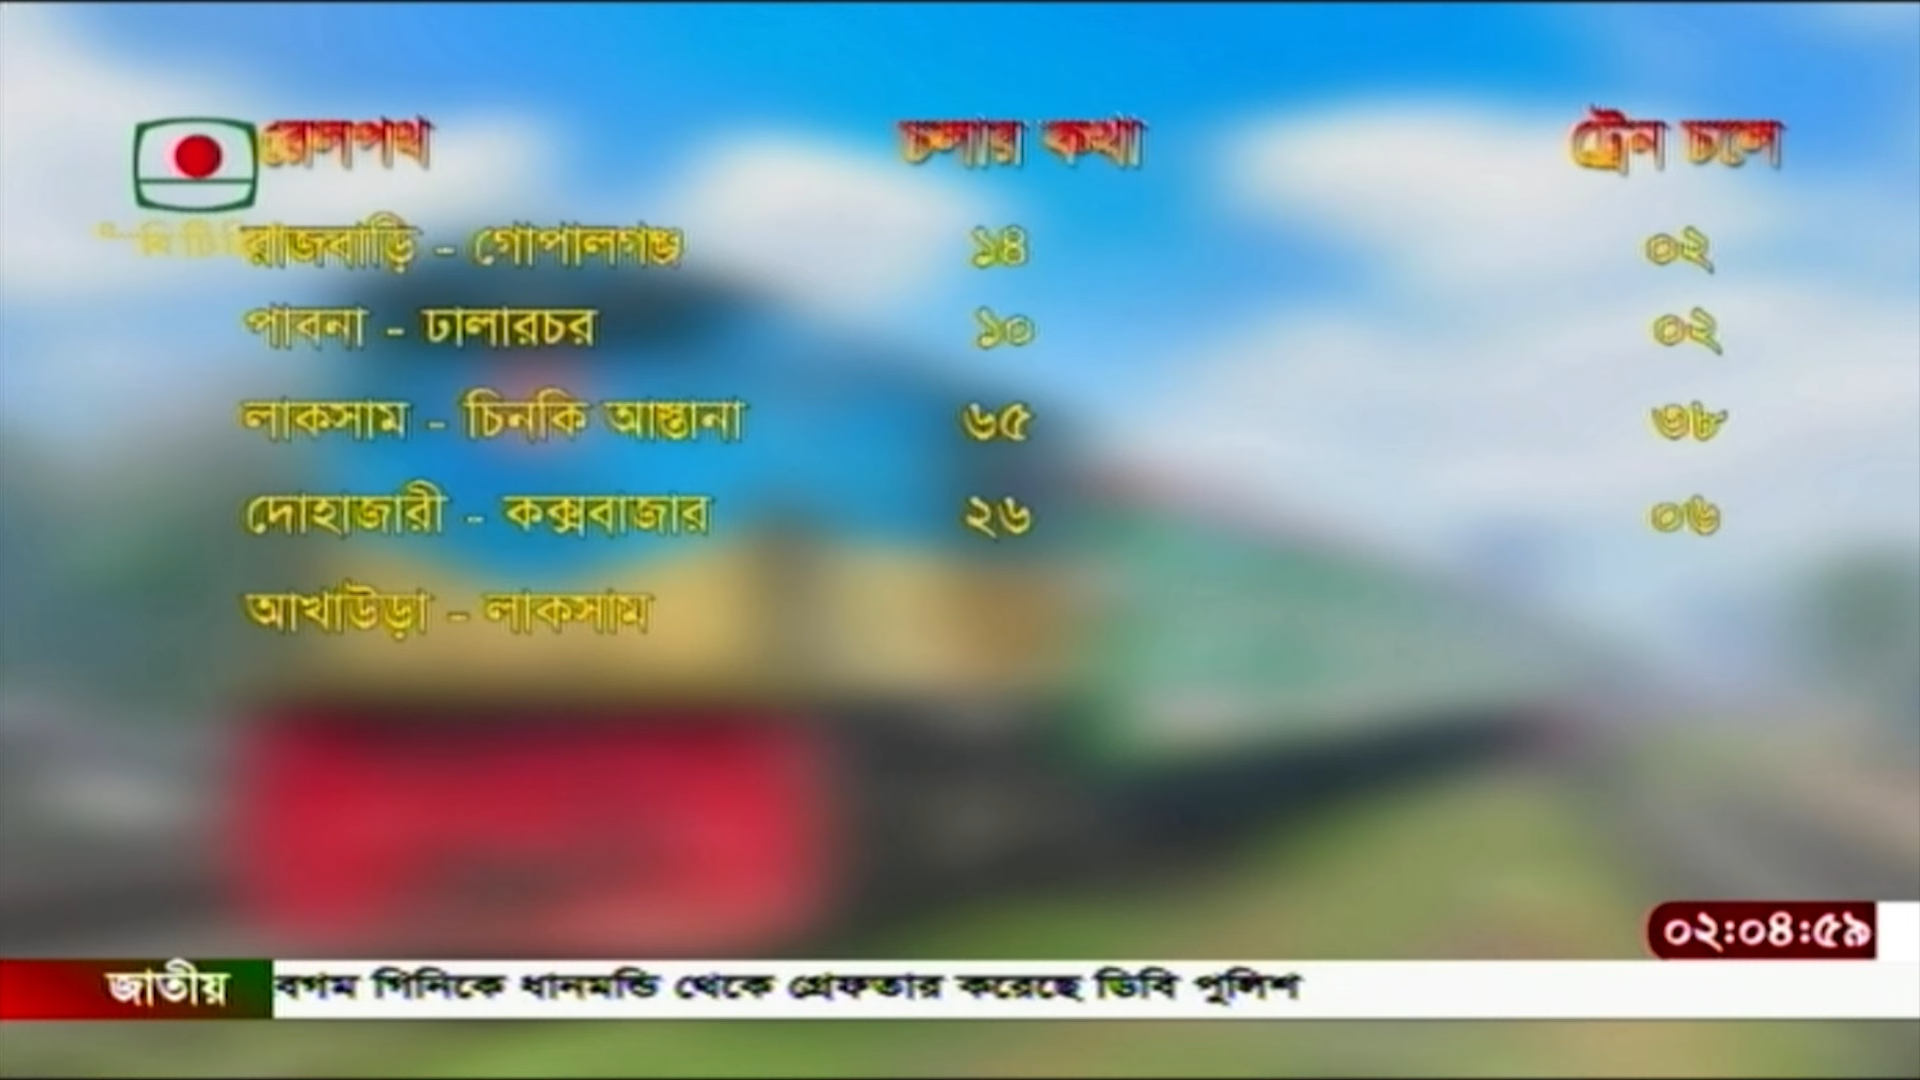 রেলপথ চলার কথা ট্রেন চলে
রাজবাড়ি - গোপালগঞ্জ ১৪ ০২
পাবনা - ঢালারচর ১০ ০২
লাকসাম - চিনকি আস্তানা ৬৫ ৩৮
দোহাজারী - কক্সবাজার ২৬ ০৬
আখাউড়া - লাকসাম
০২:০৪:৫৯
জাতীয় বগম গিনিকে ধানমন্ডি থেকে গ্রেফতার করেছে ডিবি পুলিশ